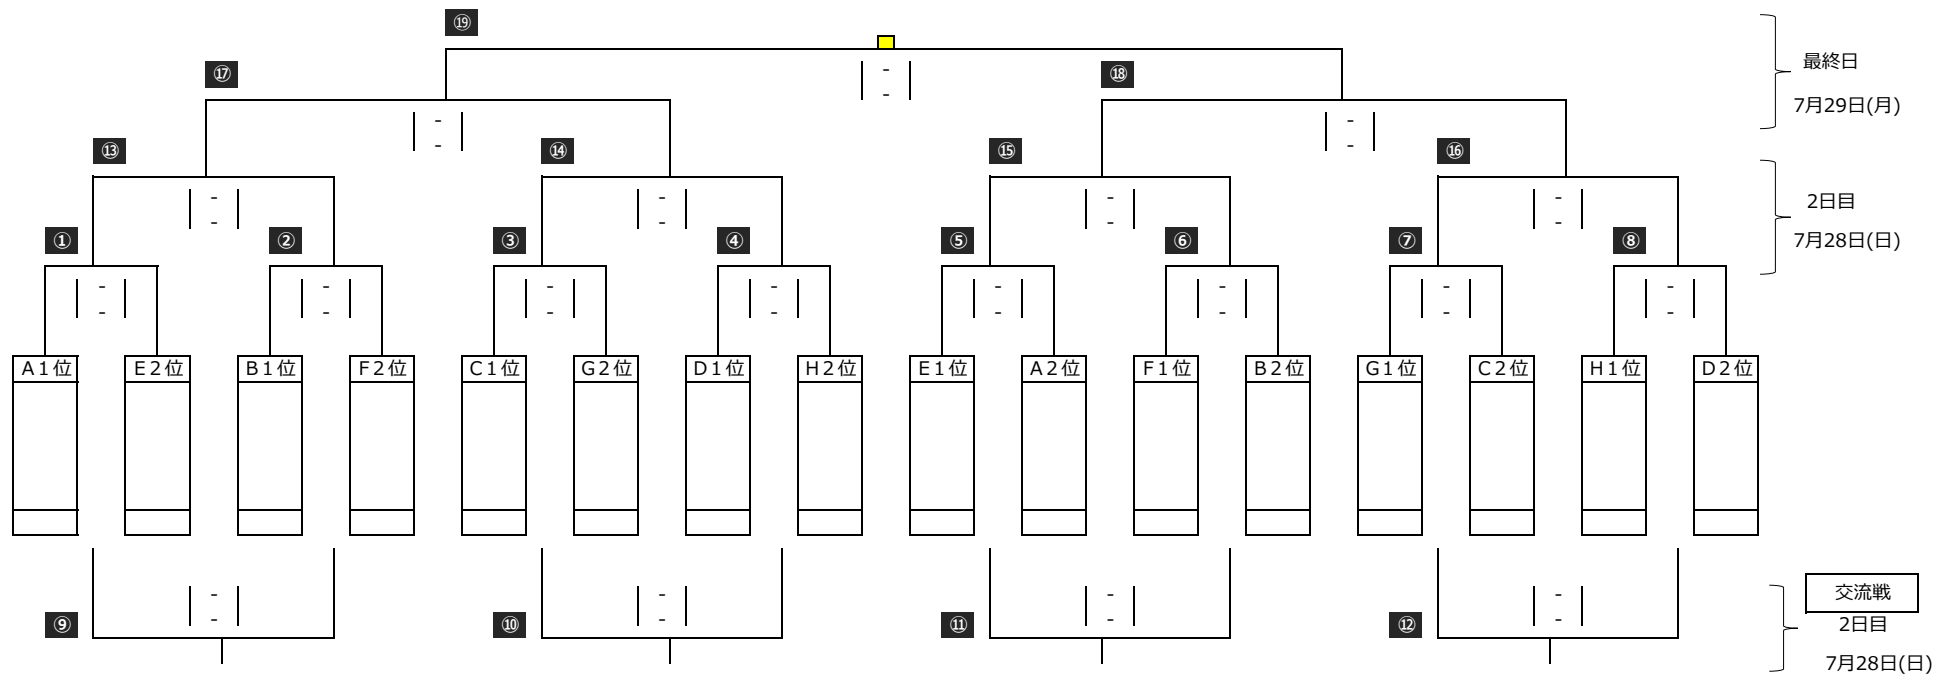 ⑲
最終日
- 
-
⑰ ⑱
7月29日(月)
- -
- -
⑬ ⑭ ⑮ ⑯
- - - -
2日目
- - - -
① ② ③ ④ ⑤ ⑥ ⑦ ⑧
7月28日(日)
- - - - - - - -
- - - - - - - -
A1位 E2位 B1位 F2位 C1位 G2位 D1位 H2位 E1位 A2位 F1位 B2位 G1位 C2位 H1位 D2位
交流戦
- - - -
⑨ - ⑩ - ⑪ - ⑫ -
2日目
7月28日(日)